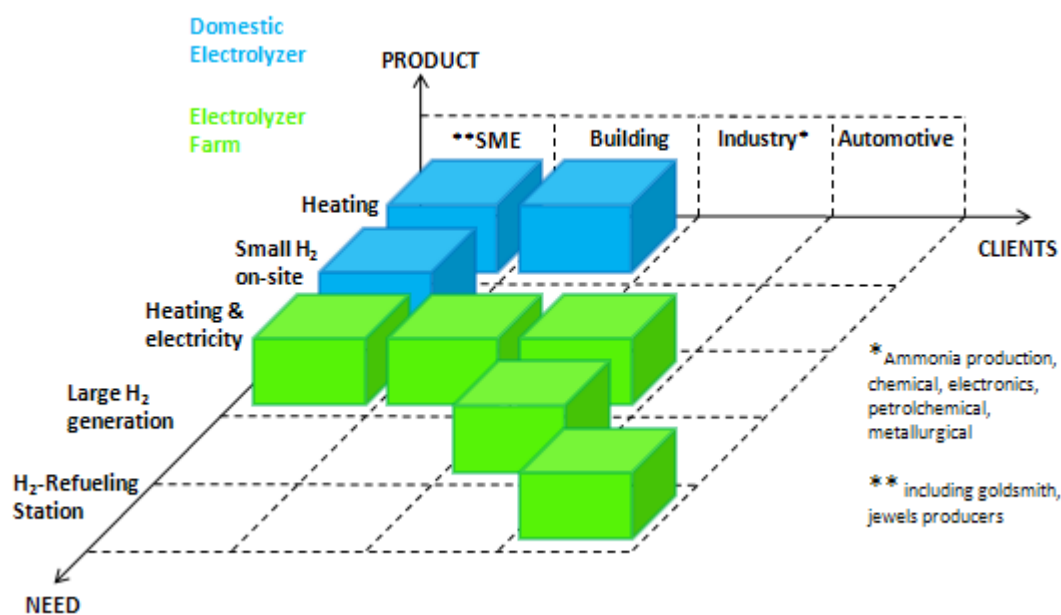 Domestic
Electrolyzer
PRODUCT
Electrolyzer
Farm
**SME
Building
Industry*
Automotive
Heating
CLIENTS
Small H₂
on-site
Heating &
electricity
*Ammonia production,
chemical, electronics,
petrolchemical,
metallurgical
Large H₂
generation
H₂-Refueling
Station
** including goldsmith,
jewels producers
NEED